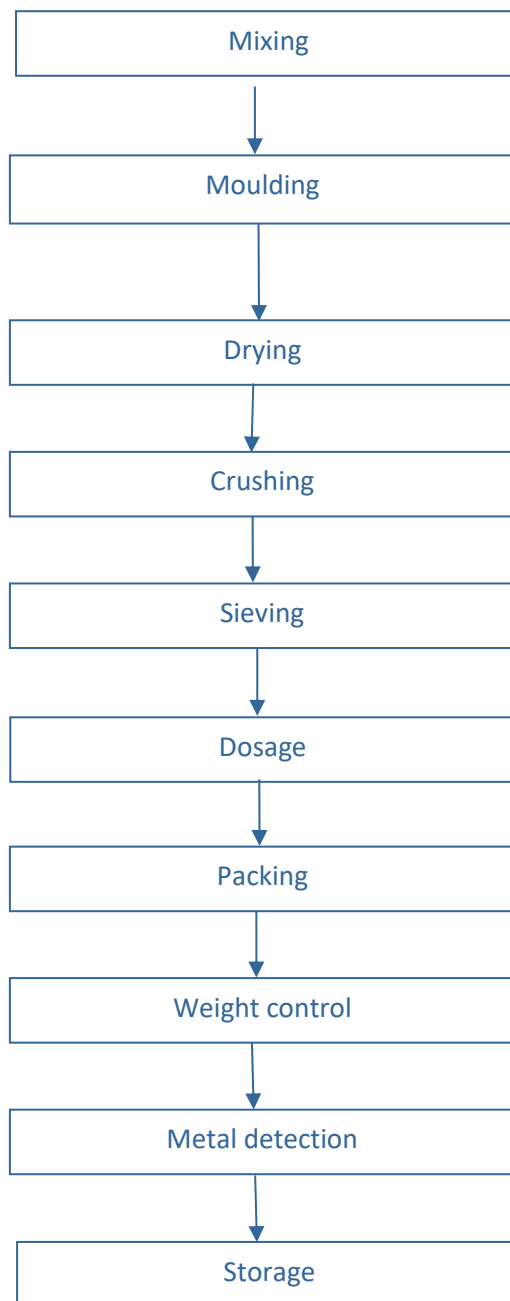 Mixing
Moulding
Drying
Crushing
Sieving
Dosage
Packing
Weight control
Metal detection
Storage